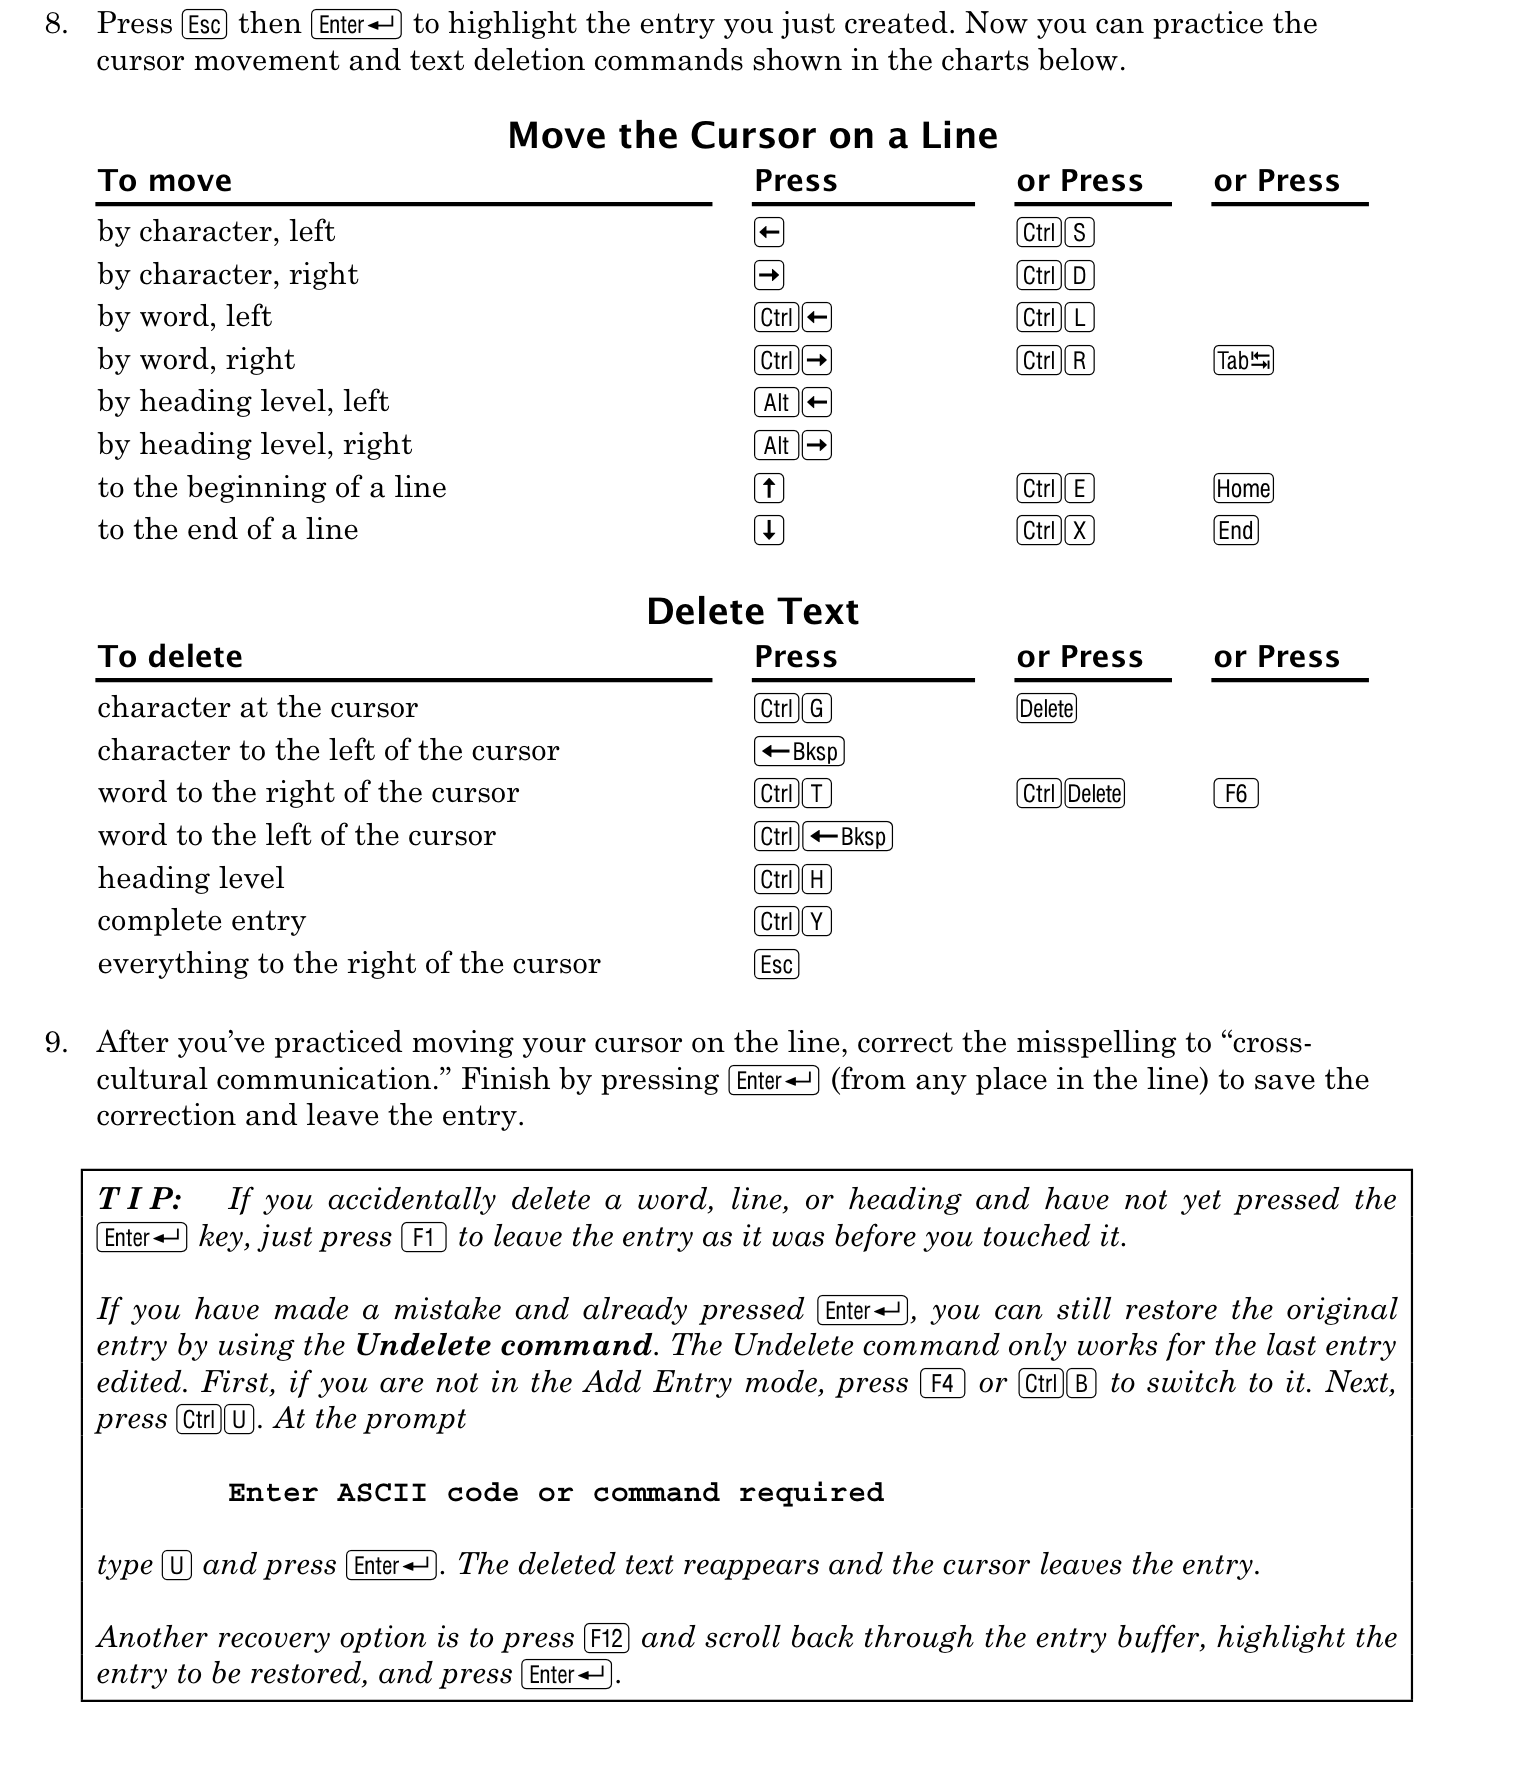 8. Press Esc then Enter↵ to highlight the entry you just created. Now you can practice the
cursor movement and text deletion commands shown in the charts below.
Move the Cursor on a Line
To move Press or Press or Press
by character, left ← Ctrl S
by character, right → Ctrl D
by word, left Ctrl ← Ctrl L
by word, right Ctrl → Ctrl R Tab↹
by heading level, left Alt ←
by heading level, right Alt →
to the beginning of a line ↑ Ctrl E Home
to the end of a line ↓ Ctrl X End
Delete Text
To delete Press or Press or Press
character at the cursor Ctrl G Delete
character to the left of the cursor ←Bksp
word to the right of the cursor Ctrl T Ctrl Delete F6
word to the left of the cursor Ctrl ←Bksp
heading level Ctrl H
complete entry Ctrl Y
everything to the right of the cursor Esc
9. After you’ve practiced moving your cursor on the line, correct the misspelling to “cross-
cultural communication.” Finish by pressing Enter↵ (from any place in the line) to save the
correction and leave the entry.
TIP: If you accidentally delete a word, line, or heading and have not yet pressed the
Enter↵ key, just press F1 to leave the entry as it was before you touched it.
If you have made a mistake and already pressed Enter↵, you can still restore the original
entry by using the Undelete command. The Undelete command only works for the last entry
edited. First, if you are not in the Add Entry mode, press F4 or Ctrl B to switch to it. Next,
press Ctrl U. At the prompt
Enter ASCII code or command required
type U and press Enter↵. The deleted text reappears and the cursor leaves the entry.
Another recovery option is to press F12 and scroll back through the entry buffer, highlight the
entry to be restored, and press Enter↵.